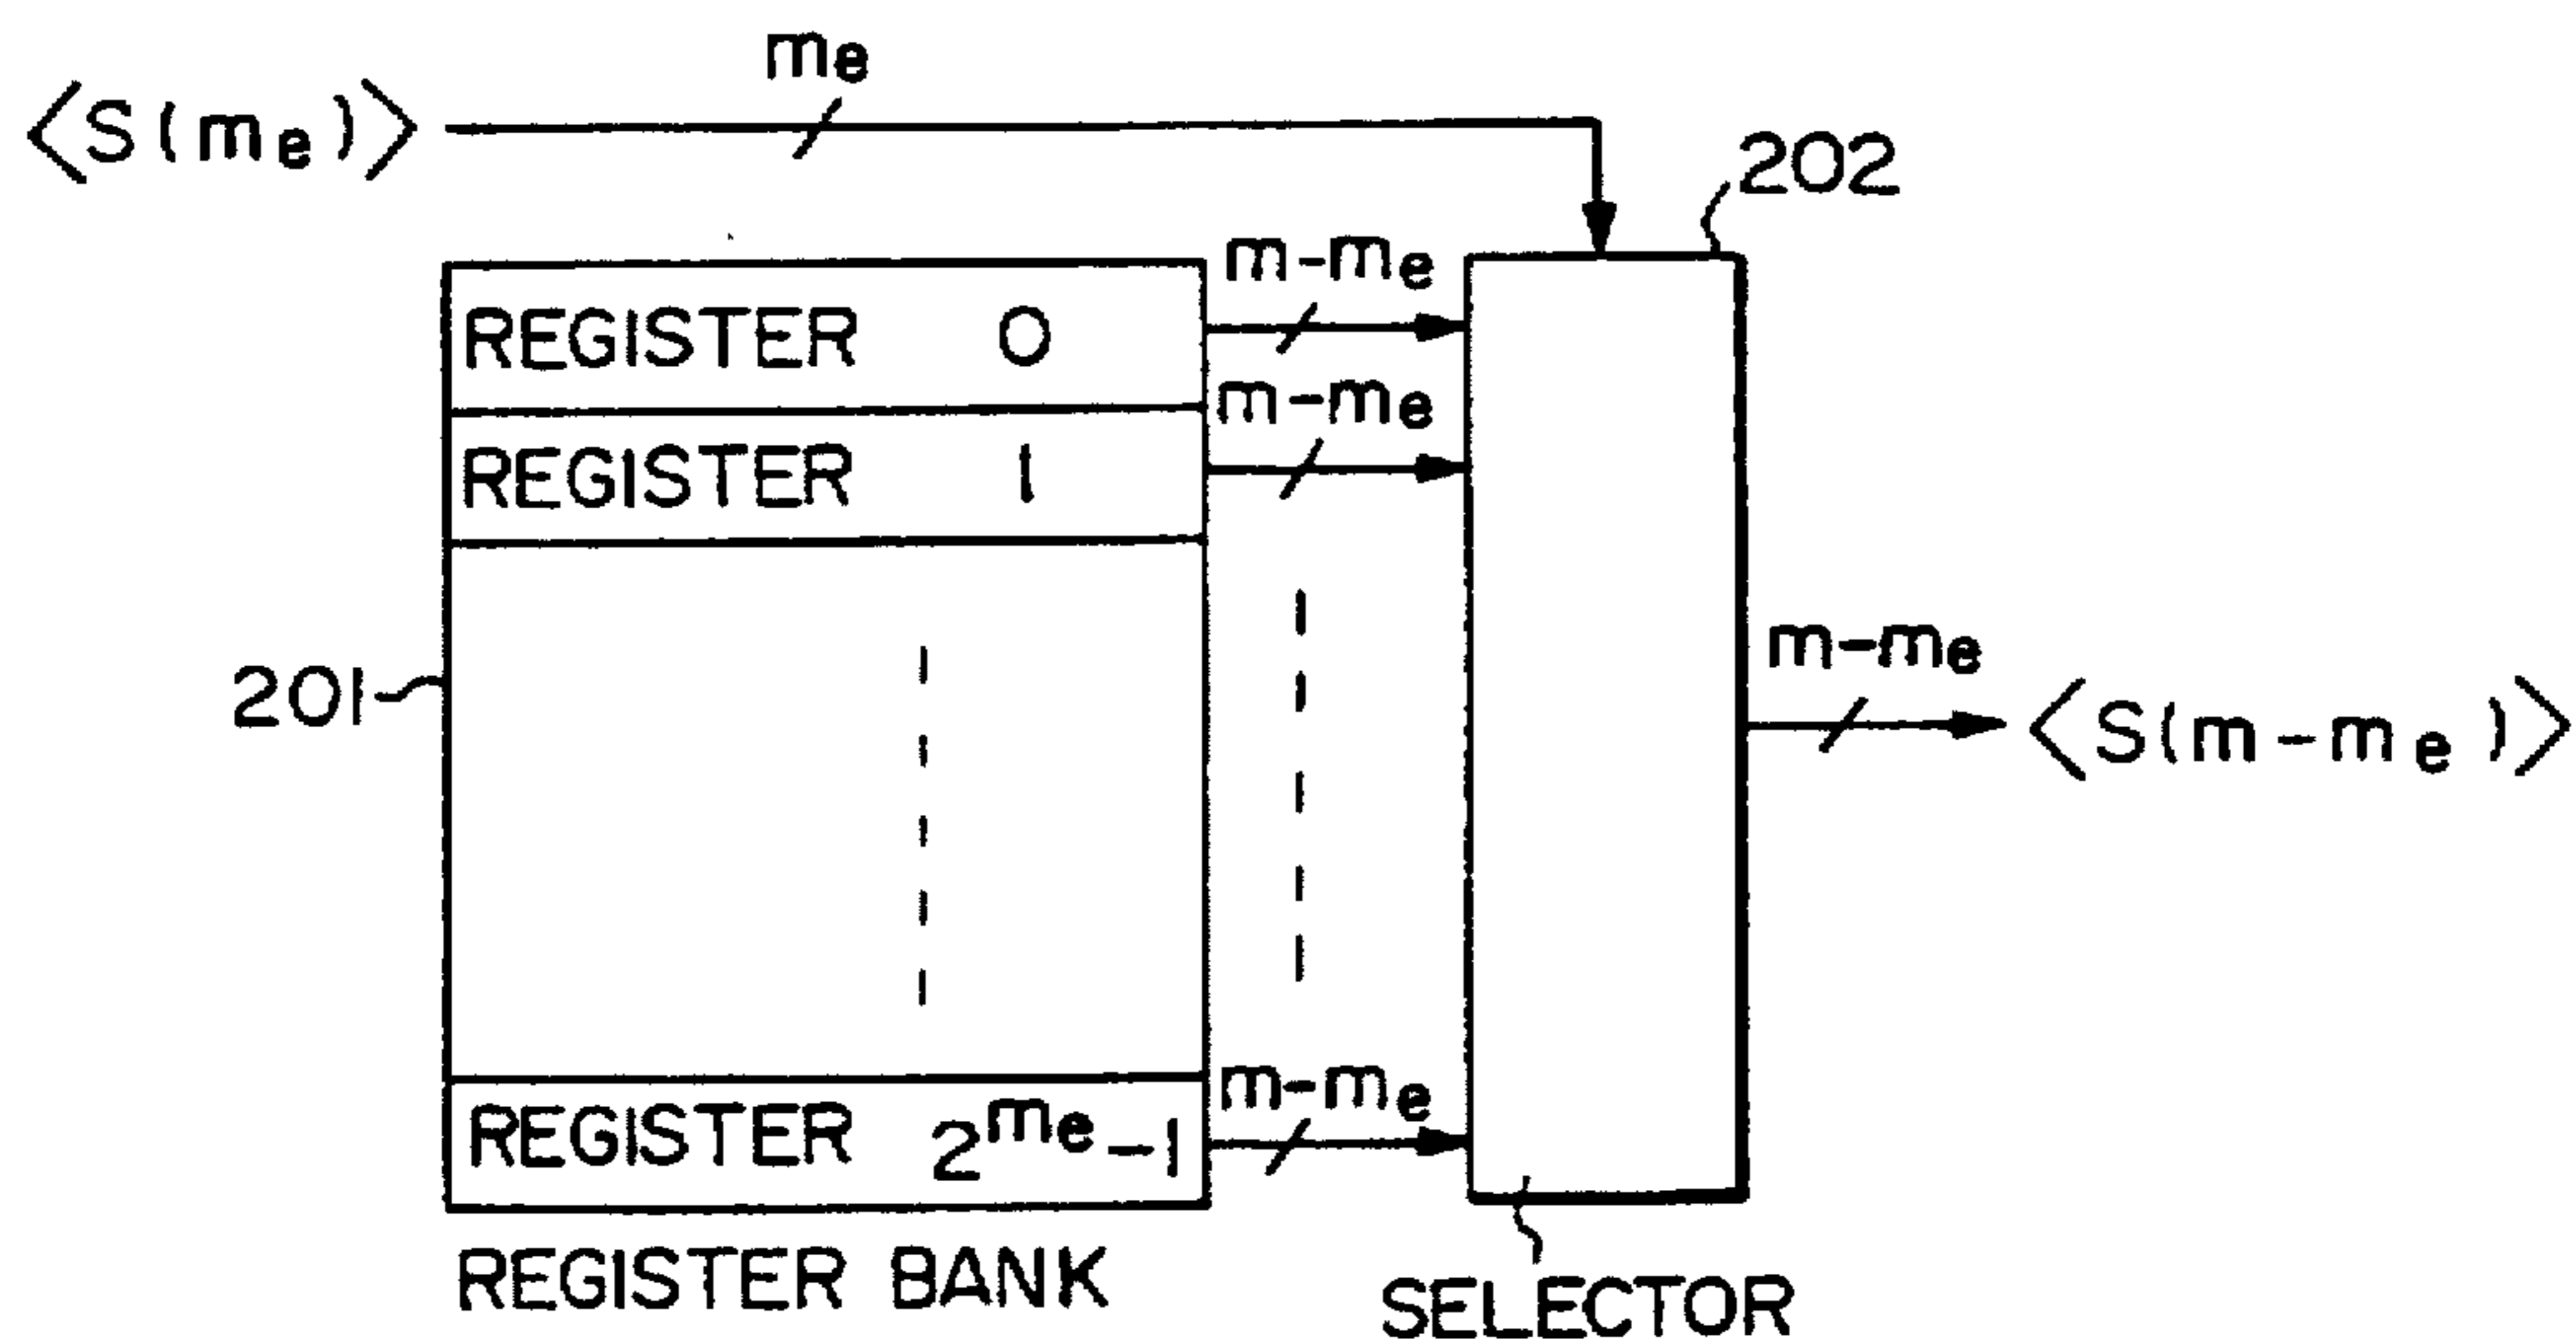 mₑ
⟨S(mₑ)⟩
202
m-mₑ
REGISTER 0
m-mₑ
REGISTER 1
m-mₑ
201
⟨S(m-mₑ)⟩
m-mₑ
REGISTER 2^mₑ-1
REGISTER BANK
SELECTOR